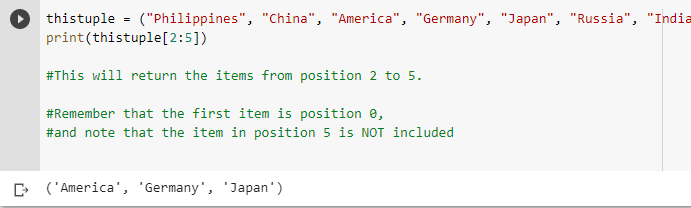 thistuple = ("Philippines", "China", "America", "Germany", "Japan", "Russia", "India
print(thistuple[2:5])
#This will return the items from position 2 to 5.
#Remember that the first item is position 0,
#and note that the item in position 5 is NOT included
('America', 'Germany', 'Japan')